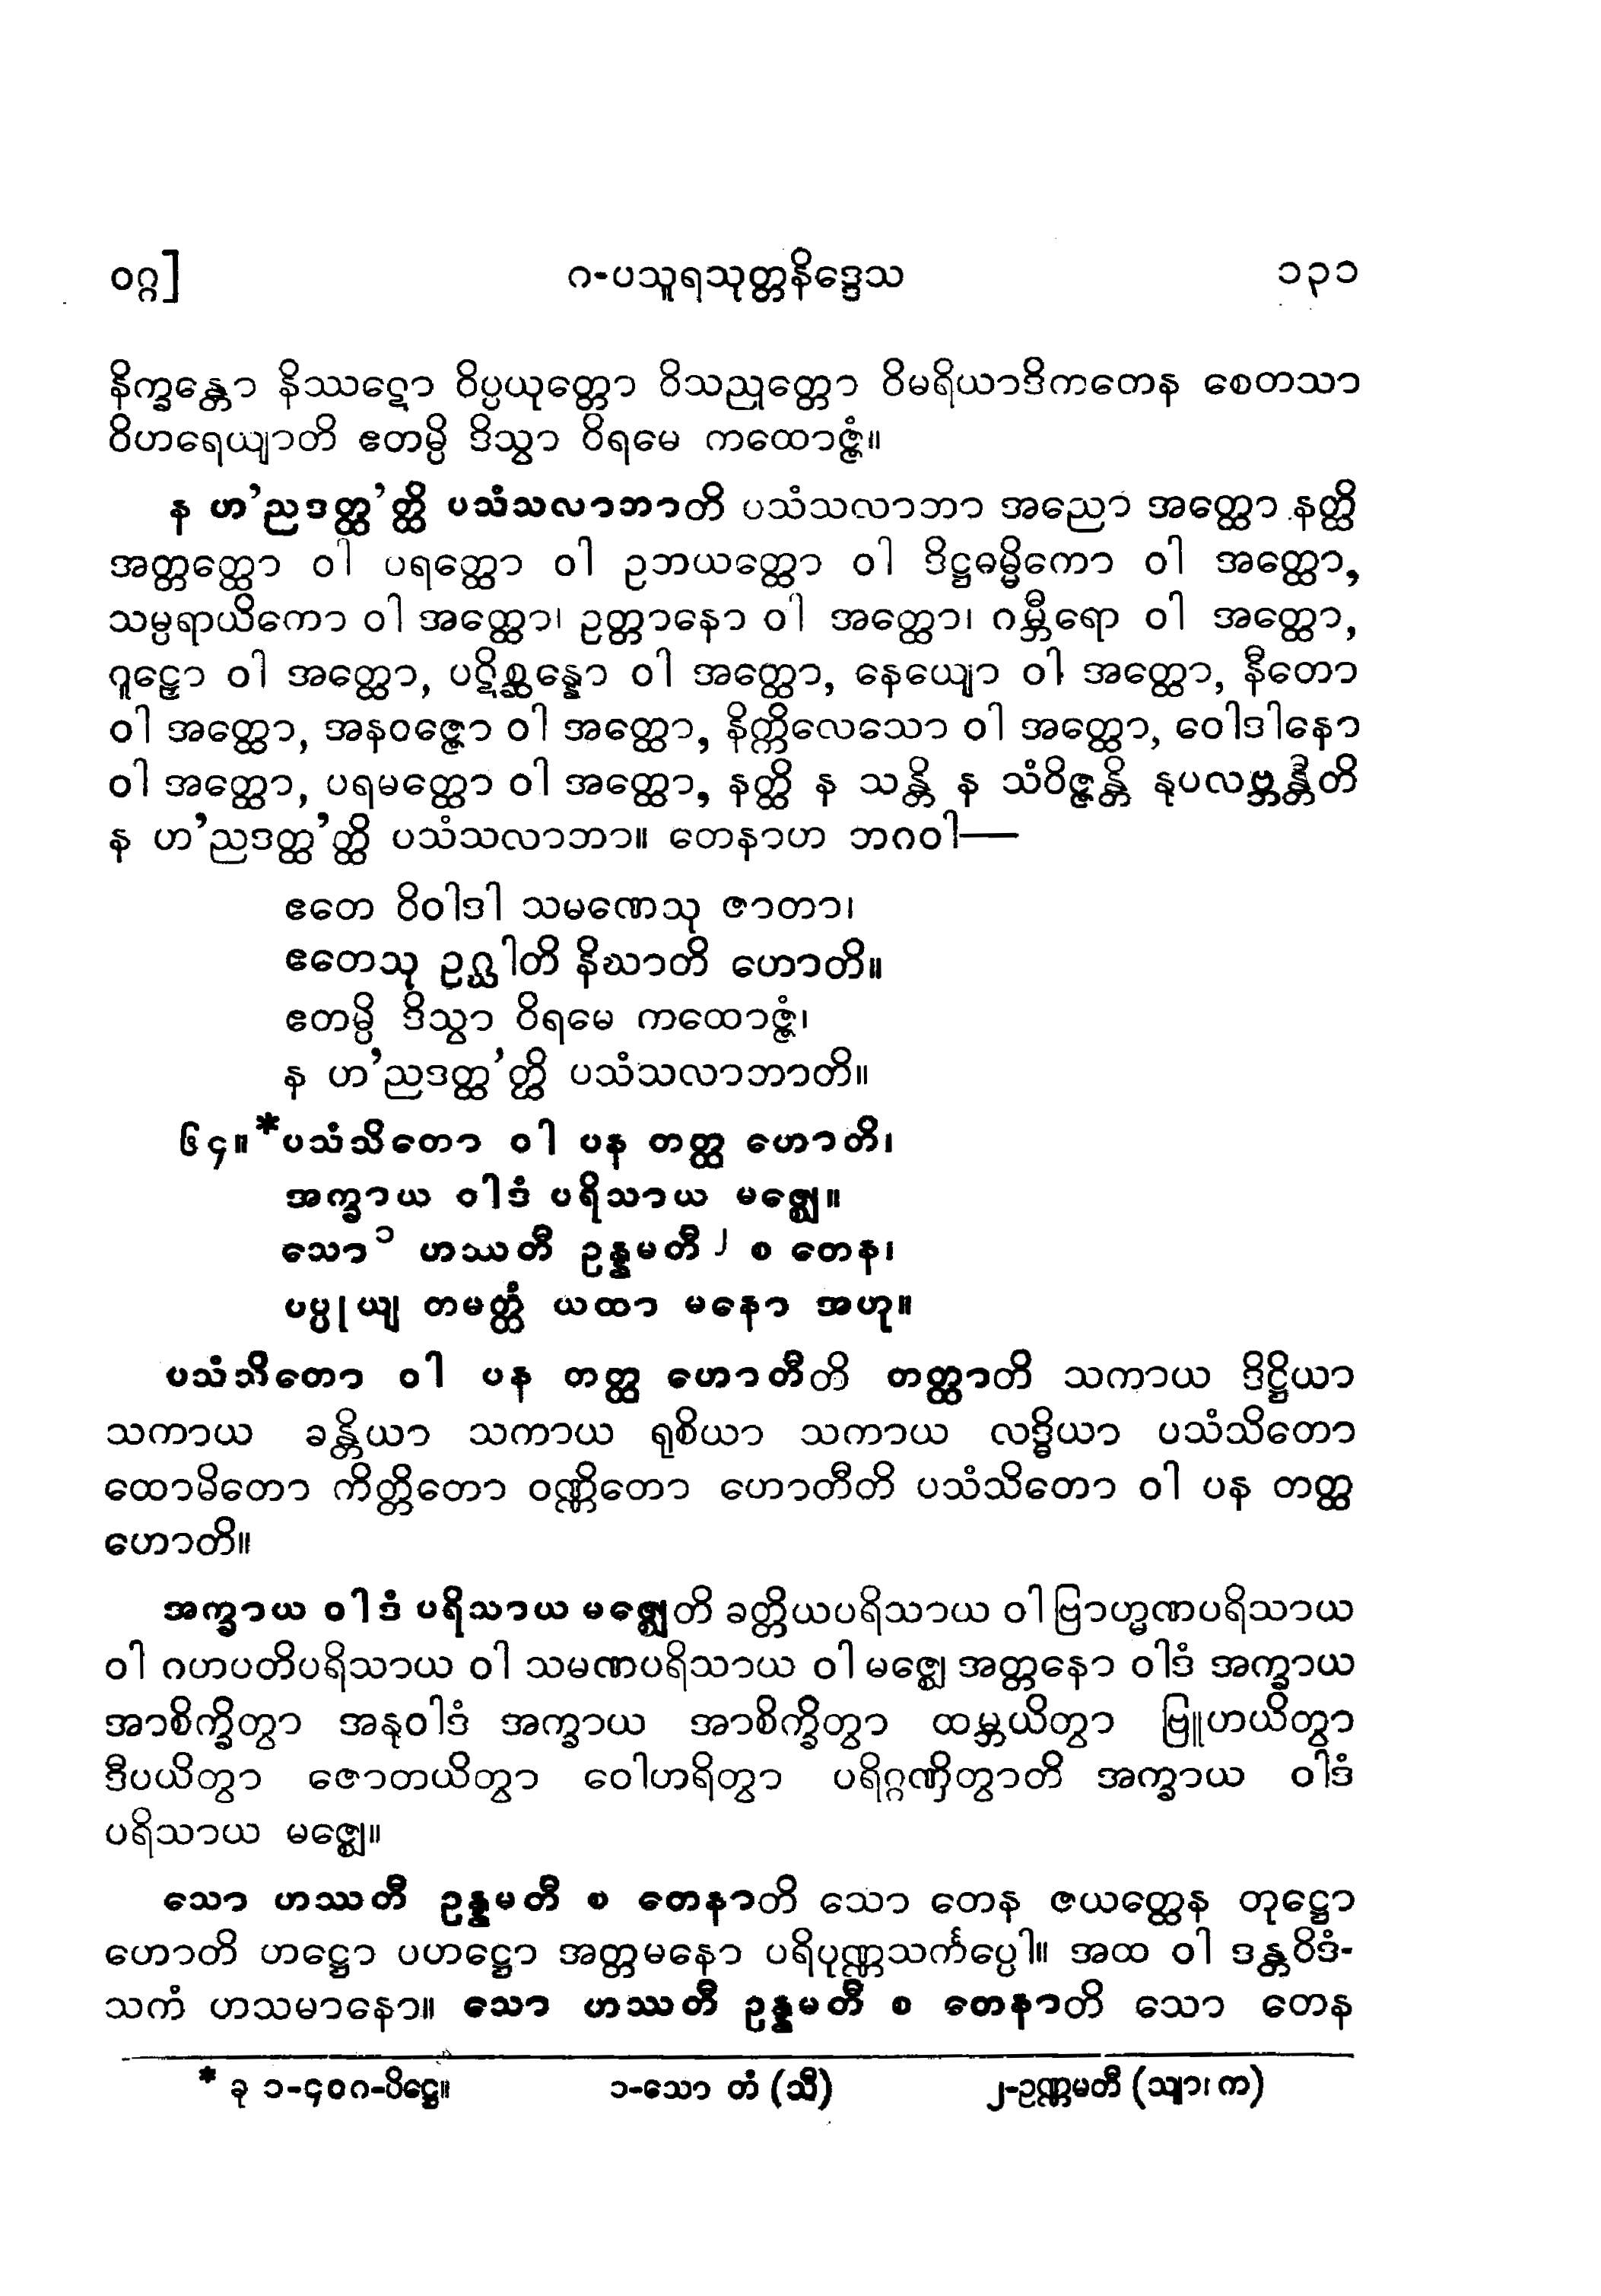 ဝဂ္ဂ] ဂ-ပသူရသုတ္တနိဒ္ဒေသ ၁၃၁
နိက္ခန္တော နိဿဋော ဝိပ္ပယုတ္တော ဝိသညုတ္တော ဝိမရိယာဒိကတေန စေတသာ
ဝိဟရေယျာတိ ဧတမ္ပိ ဒိသွာ ဝိရမေ ကထောဇ္ဇံ။
န ဟ’ညဒတ္ထ’တ္ထိ ပသံသလာဘာတိ ပသံသလာဘာ အညော အတ္ထော နတ္ထိ
အတ္တတ္ထော ဝါ ပရတ္ထော ဝါ ဥဘယတ္ထော ဝါ ဒိဋ္ဌဓမ္မိကော ဝါ အတ္ထော,
သမ္ပရာယိကော ဝါ အတ္ထော၊ ဥတ္တာနော ဝါ အတ္ထော၊ ဂမ္ဘီရော ဝါ အတ္ထော,
ဂူဠှော ဝါ အတ္ထော, ပဋိစ္ဆန္နော ဝါ အတ္ထော, နေယျော ဝါ အတ္ထော, နီတော
ဝါ အတ္ထော, အနဝဇ္ဇော ဝါ အတ္ထော, နိက္ကိလေသော ဝါ အတ္ထော, ဝေါဒါနော
ဝါ အတ္ထော, ပရမတ္ထော ဝါ အတ္ထော, နတ္ထိ န သန္တိ န သံဝိဇ္ဇန္တိ နုပလဗ္ဘန္တီတိ
န ဟ’ညဒတ္ထ’တ္ထိ ပသံသလာဘာ။ တေနာဟ ဘဂဝါ—
ဧတေ ဝိဝါဒါ သမဏေသု ဇာတာ၊
ဧတေသု ဥဂ္ဃါတိ နိဃာတိ ဟောတိ။
ဧတမ္ပိ ဒိသွာ ဝိရမေ ကထောဇ္ဇံ၊
န ဟ’ညဒတ္ထ’တ္ထိ ပသံသလာဘာတိ။
၆၄။*ပသံသိတော ဝါ ပန တတ္ထ ဟောတိ၊
အက္ခာယ ဝါဒံ ပရိသာယ မဇ္ဈေ။
သော၁ ဟဿတီ ဥန္နမတီ၂ စ တေန၊
ပပ္ပုယျ တမတ္ထံ ယထာ မနော အဟု။
ပသံသိတော ဝါ ပန တတ္ထ ဟောတီတိ တတ္ထာတိ သကာယ ဒိဋ္ဌိယာ
သကာယ ခန္တိယာ သကာယ ရုစိယာ သကာယ လဒ္ဓိယာ ပသံသိတော
ထောမိတော ကိတ္တိတော ဝဏ္ဏိတော ဟောတီတိ ပသံသိတော ဝါ ပန တတ္ထ
ဟောတိ။
အက္ခာယ ဝါဒံ ပရိသာယ မဇ္ဈေတိ ခတ္တိယပရိသာယ ဝါ ဗြာဟ္မဏပရိသာယ
ဝါ ဂဟပတိပရိသာယ ဝါ သမဏပရိသာယ ဝါ မဇ္ဈေ အတ္တနော ဝါဒံ အက္ခာယ
အာစိက္ခိတွာ အနုဝါဒံ အက္ခာယ အာစိက္ခိတွာ ထမ္ဘယိတွာ ဗြူဟယိတွာ
ဒီပယိတွာ ဇောတယိတွာ ဝေါဟရိတွာ ပရိဂ္ဂဏှိတွာတိ အက္ခာယ ဝါဒံ
ပရိသာယ မဇ္ဈေ။
သော ဟဿတီ ဥန္နမတီ စ တေနာတိ သော တေန ဇယတ္ထေန တုဋ္ဌော
ဟောတိ ဟဋ္ဌော ပဟဋ္ဌော အတ္တမနော ပရိပုဏ္ဏသင်္ကပ္ပေါ။ အထ ဝါ ဒန္တဝိဒံ-
သကံ ဟသမာနော။ သော ဟဿတီ ဥန္နမတီ စ တေနာတိ သော တေန
* ခု ၁-၄၀၈-ပိဋ္ဌေ။ ၁-သော တံ (သီ) ၂-ဥဏ္ဏမတီ (သျာ၊ က)